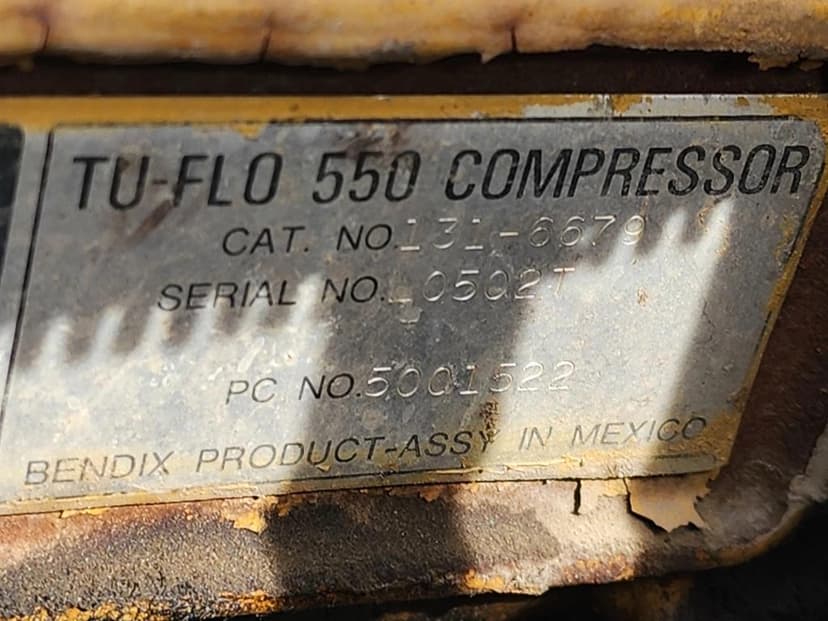 TU-FLO 550 COMPRESSOR
CAT. NO. 131-6679
SERIAL NO. 0502T
PC NO. 5001522
BENDIX PRODUCT-ASSY IN MEXICO